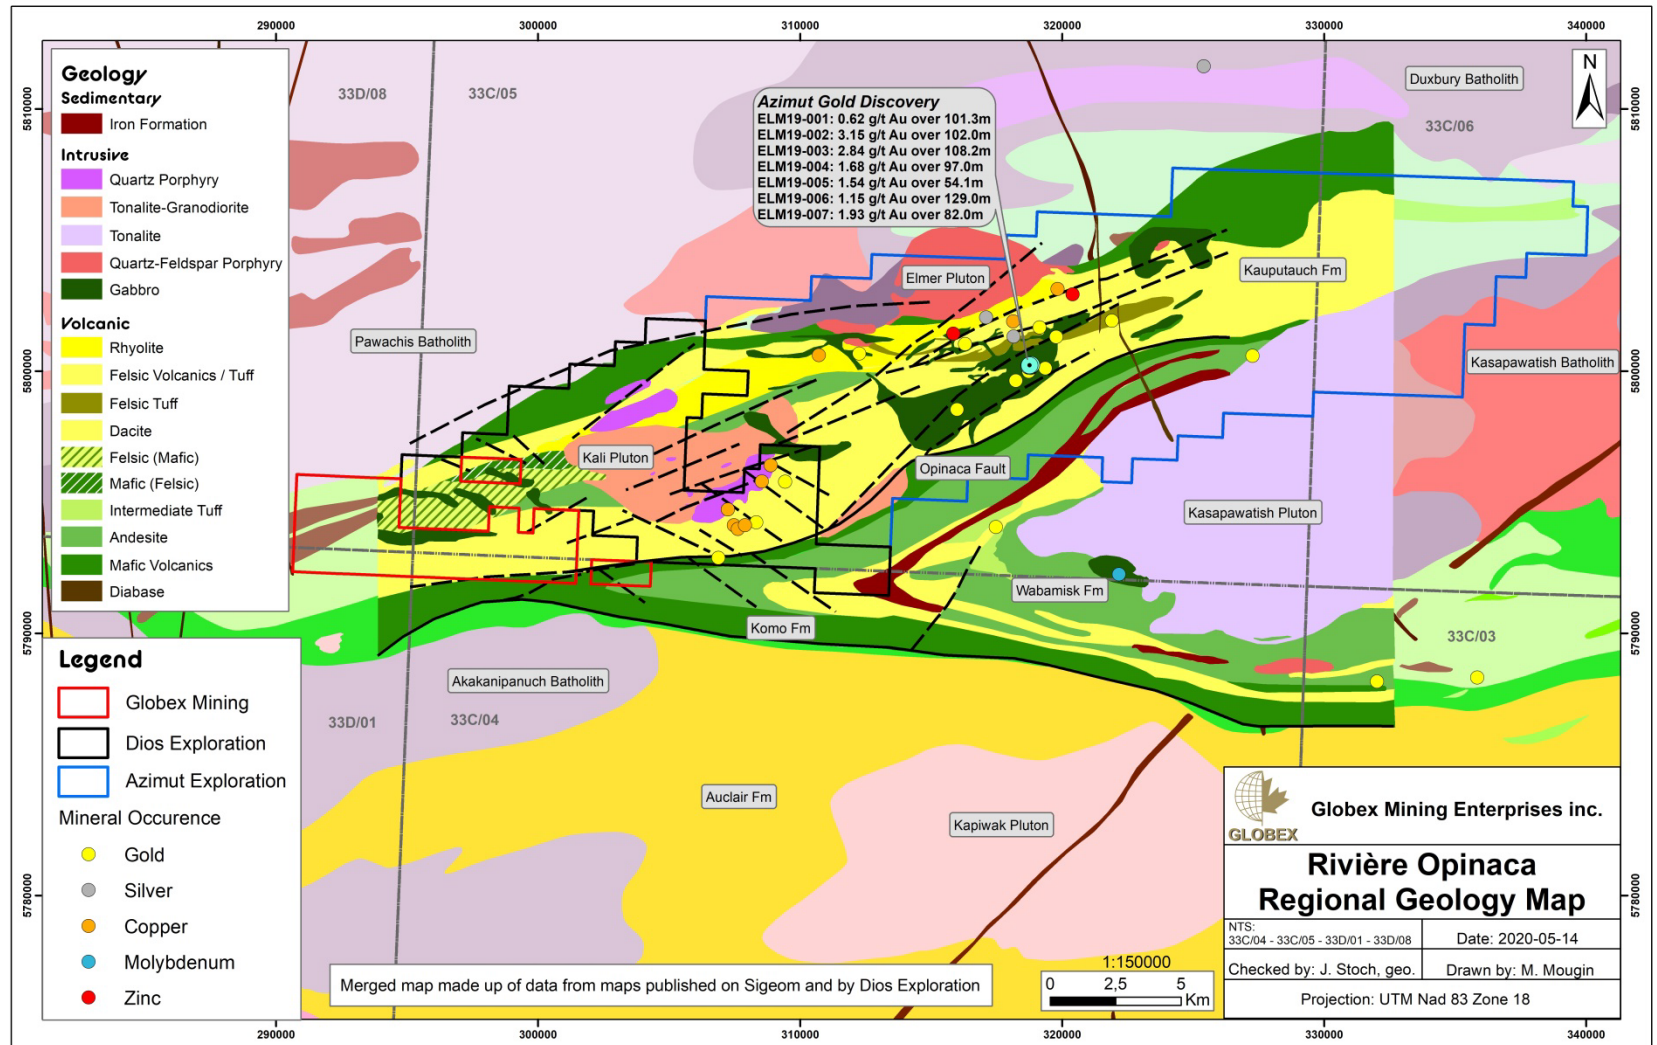 290000
300000
310000
320000
330000
340000
5810000
5800000
5790000
5780000
Geology
Sedimentary
Iron Formation
Intrusive
Quartz Porphyry
Tonalite-Granodiorite
Tonalite
Quartz-Feldspar Porphyry
Gabbro
Volcanic
Rhyolite
Felsic Volcanics / Tuff
Felsic Tuff
Dacite
Felsic (Mafic)
Mafic (Felsic)
Intermediate Tuff
Andesite
Mafic Volcanics
Diabase
Legend
Globex Mining
Dios Exploration
Azimut Exploration
Mineral Occurence
Gold
Silver
Copper
Molybdenum
Zinc
33D/08
33C/05
Azimut Gold Discovery
ELM19-001: 0.62 g/t Au over 101.3m
ELM19-002: 3.15 g/t Au over 102.0m
ELM19-003: 2.84 g/t Au over 108.2m
ELM19-004: 1.68 g/t Au over 97.0m
ELM19-005: 1.54 g/t Au over 54.1m
ELM19-006: 1.15 g/t Au over 129.0m
ELM19-007: 1.93 g/t Au over 82.0m
Duxbury Batholith
33C/06
N
Elmer Pluton
Kauputauch Fm
Pawachis Batholith
Kasapawatish Batholith
Kali Pluton
Opinaca Fault
Kasapawatish Pluton
Wabamisk Fm
Komo Fm
33C/03
Akakanipanuch Batholith
33D/01
33C/04
Auclair Fm
Kapiwak Pluton
Merged map made up of data from maps published on Sigeom and by Dios Exploration
1:150000
0
2,5
5
Km
GLOBEX
Globex Mining Enterprises inc.
Rivière Opinaca
Regional Geology Map
NTS:
33C/04 - 33C/05 - 33D/01 - 33D/08
Date: 2020-05-14
Checked by: J. Stoch, geo.
Drawn by: M. Mougin
Projection: UTM Nad 83 Zone 18
5810000
5800000
5790000
5780000
290000
300000
310000
320000
330000
340000